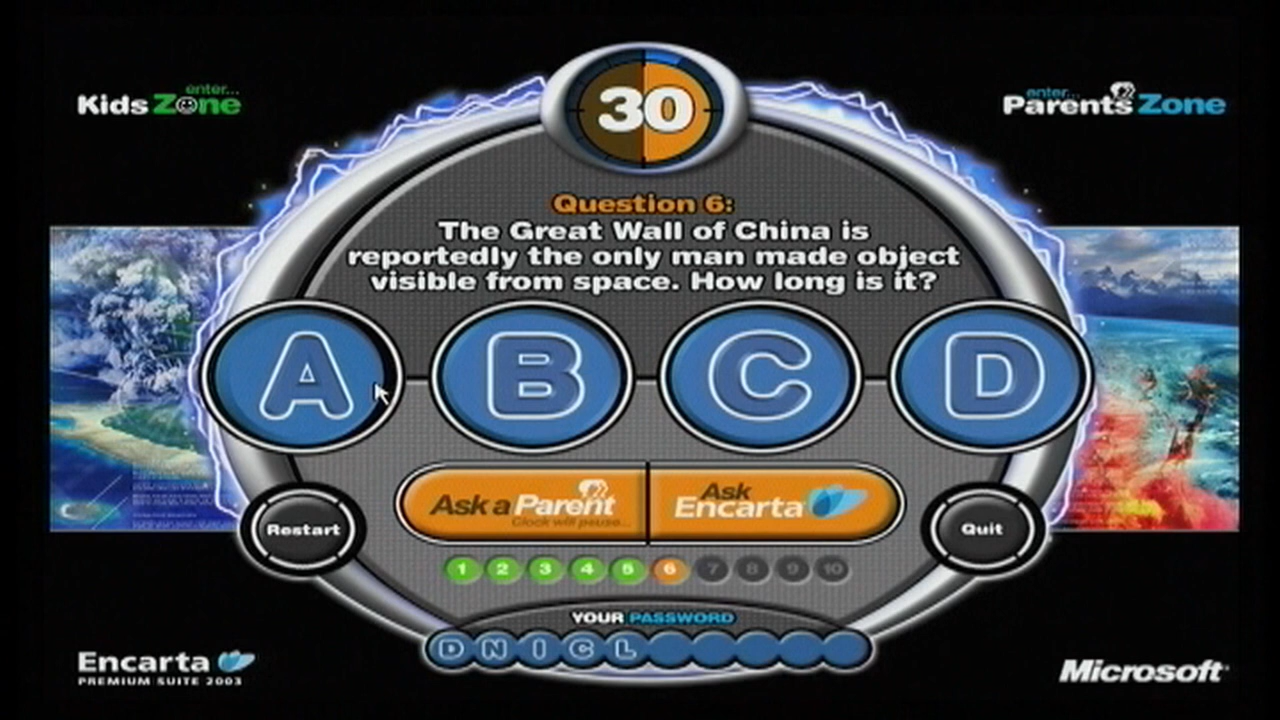 enter...
Kids Zone
30
enter...
Parents Zone
Question 6:
The Great Wall of China is
reportedly the only man made object
visible from space. How long is it?
A
B
C
D
Ask a Parent
Clock will pause...
Ask
Encarta
Restart
Quit
1 2 3 4 5 6 7 8 9 10
YOUR PASSWORD
D N I C L
Encarta
PREMIUM SUITE 2003
Microsoft